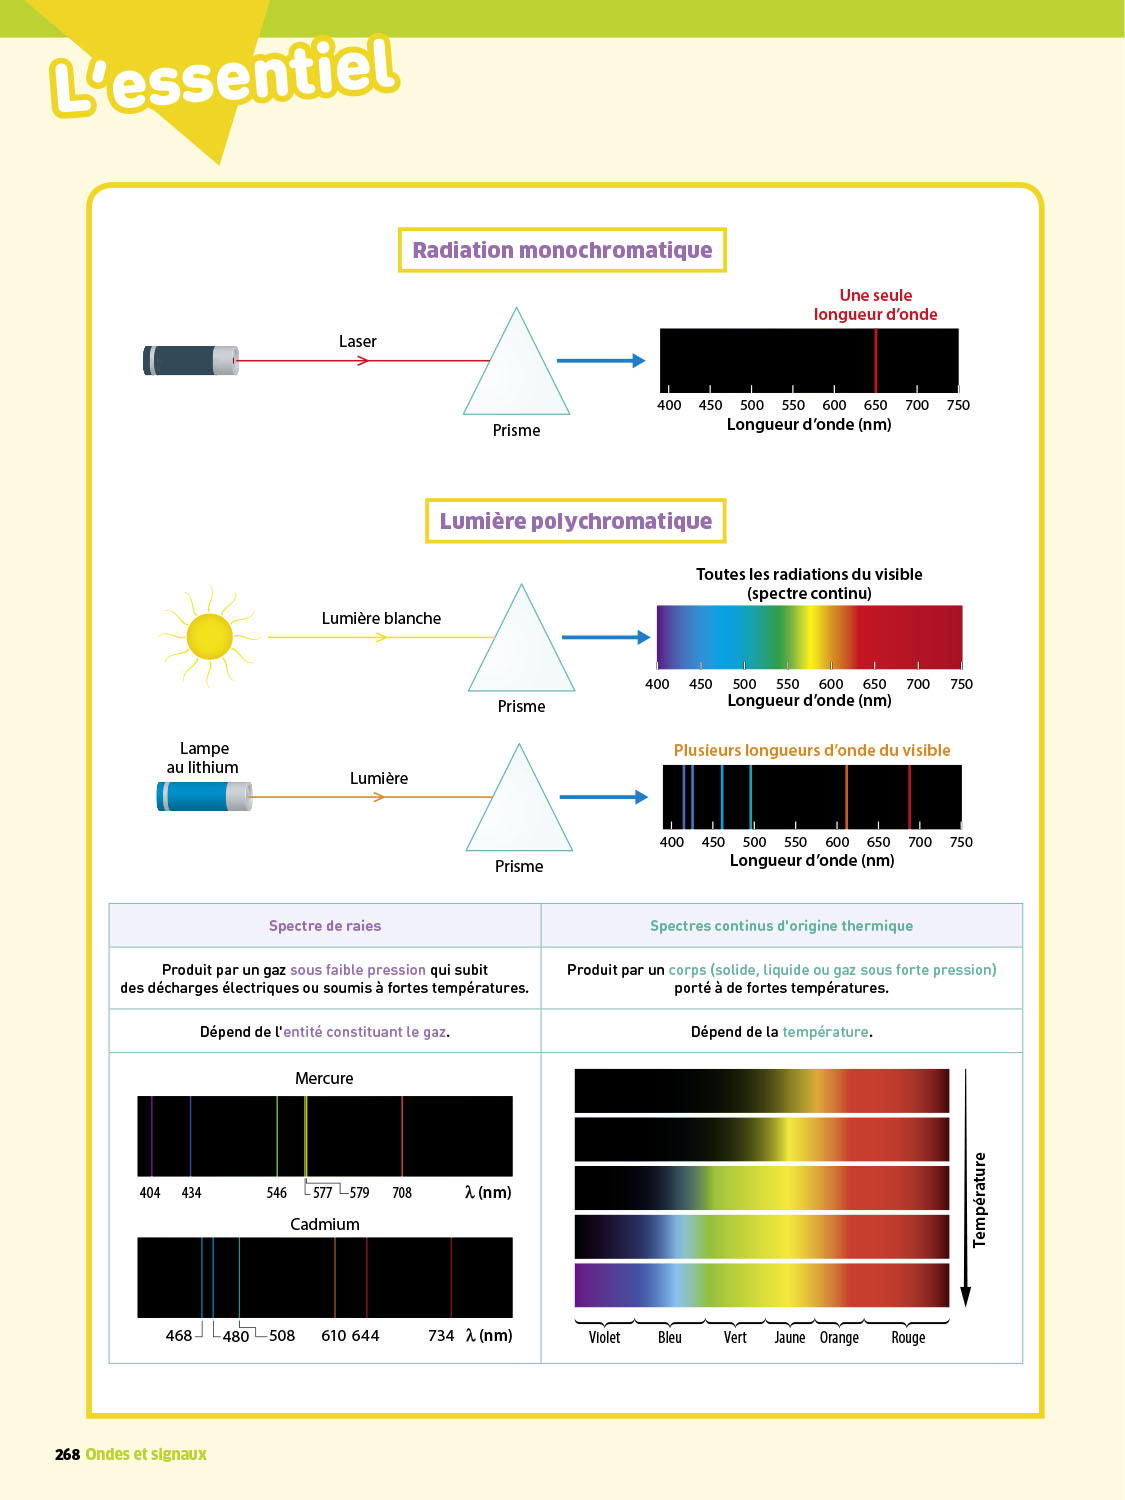 L'essentiel
Radiation monochromatique
Une seule
longueur d'onde
Laser
Prisme
400 450 500 550 600 650 700 750
Longueur d'onde (nm)
Lumière polychromatique
Toutes les radiations du visible
(spectre continu)
Lumière blanche
Prisme
400 450 500 550 600 650 700 750
Longueur d'onde (nm)
Lampe
au lithium
Lumière
Prisme
Plusieurs longueurs d'onde du visible
400 450 500 550 600 650 700 750
Longueur d'onde (nm)
Spectre de raies
Spectres continus d'origine thermique
Produit par un gaz sous faible pression qui subit
des décharges électriques ou soumis à fortes températures.
Produit par un corps (solide, liquide ou gaz sous forte pression)
porté à de fortes températures.
Dépend de l'entité constituant le gaz.
Dépend de la température.
Mercure
404 434 546 577 579 708 λ (nm)
Cadmium
468 480 508 610 644 734 λ (nm)
Température
Violet Bleu Vert Jaune Orange Rouge
268 Ondes et signaux